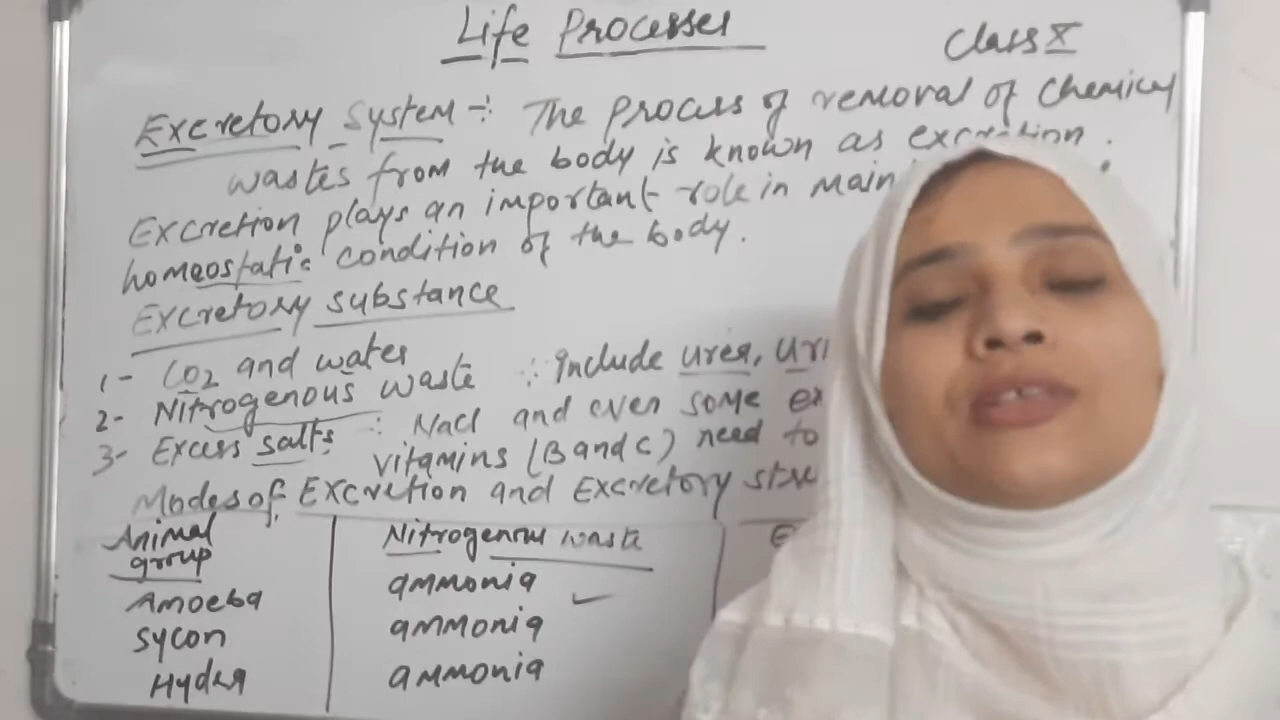 Life Processes
Class X
Excretory System -: The process of removal of chemical
wastes from the body is known as excretion.
Excretion plays an important role in main
homeostatic condition of the body.
Excretory substance
1- CO2 and water
2- Nitrogenous waste : Include urea, Uri
3- Excess salts : NaCl and even some ex
vitamins (B and C) need to
Modes of Excretion and Excretory stru
Animal group Nitrogenous waste E
Amoeba ammonia ✓
Sycon ammonia
Hydra ammonia